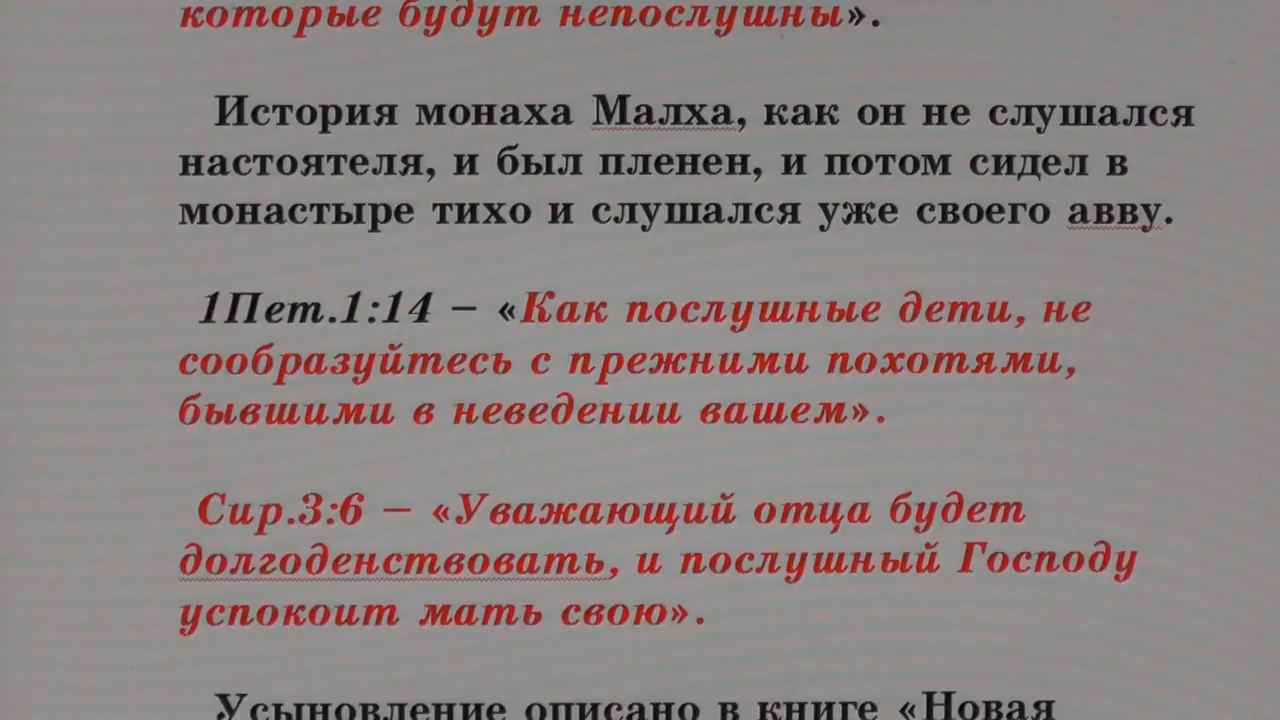 которые будут непослушны».
История монаха Малха, как он не слушался
настоятеля, и был пленен, и потом сидел в
монастыре тихо и слушался уже своего авву.
1Пет.1:14 – «Как послушные дети, не
сообразуйтесь с прежними похотями,
бывшими в неведении вашем».
Сир.3:6 – «Уважающий отца будет
долгоденствовать, и послушный Господу
успокоит мать свою».
Усыновление описано в книге «Новая